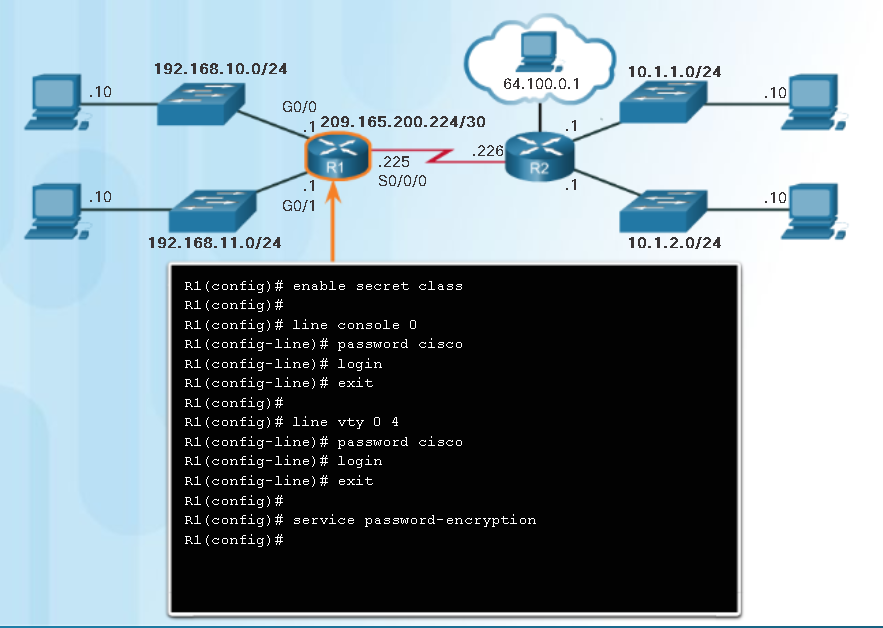 192.168.10.0/24
.10
G0/0
.1
209.165.200.224/30
64.100.0.1
10.1.1.0/24
.10
.1
R1
.225
S0/0/0
.226
R2
.10
.1
G0/1
192.168.11.0/24
.1
.10
10.1.2.0/24
R1(config)# enable secret class
R1(config)#
R1(config)# line console 0
R1(config-line)# password cisco
R1(config-line)# login
R1(config-line)# exit
R1(config)#
R1(config)# line vty 0 4
R1(config-line)# password cisco
R1(config-line)# login
R1(config-line)# exit
R1(config)#
R1(config)# service password-encryption
R1(config)#